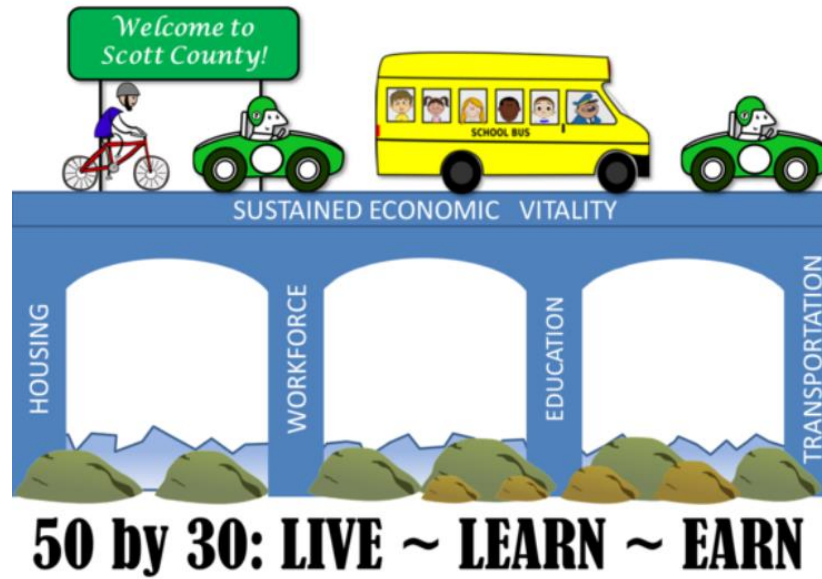 Welcome to
Scott County!
SCHOOL BUS
SUSTAINED ECONOMIC VITALITY
HOUSING
WORKFORCE
EDUCATION
TRANSPORTATION
50 by 30: LIVE ~ LEARN ~ EARN